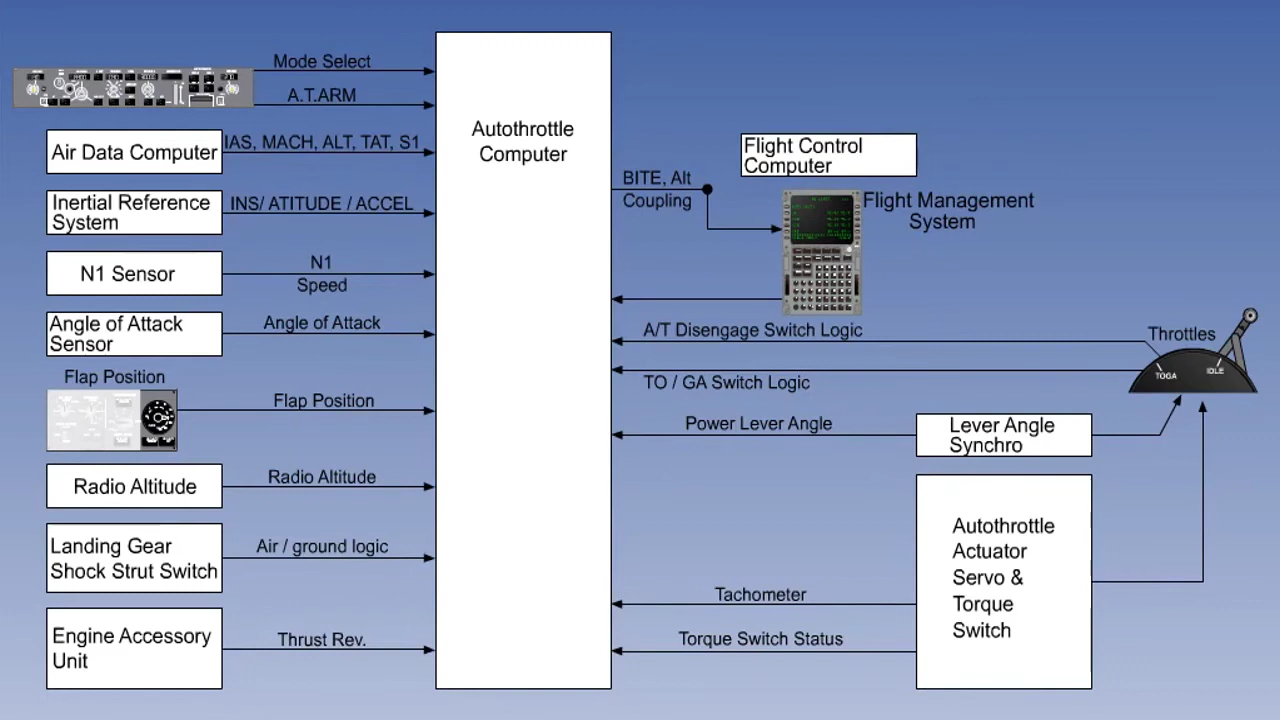 Mode Select
A.T.ARM
Autothrottle
Computer
Air Data Computer
IAS, MACH, ALT, TAT, S1
Inertial Reference
System
INS/ ATITUDE / ACCEL
N1 Sensor
N1
Speed
Angle of Attack
Sensor
Angle of Attack
Flap Position
Flap Position
Radio Altitude
Radio Altitude
Landing Gear
Shock Strut Switch
Air / ground logic
Engine Accessory
Unit
Thrust Rev.
BITE, Alt
Coupling
Flight Control
Computer
Flight Management
System
A/T Disengage Switch Logic
Throttles
TOGA
IDLE
TO / GA Switch Logic
Power Lever Angle
Lever Angle
Synchro
Autothrottle
Actuator
Servo &
Torque
Switch
Tachometer
Torque Switch Status